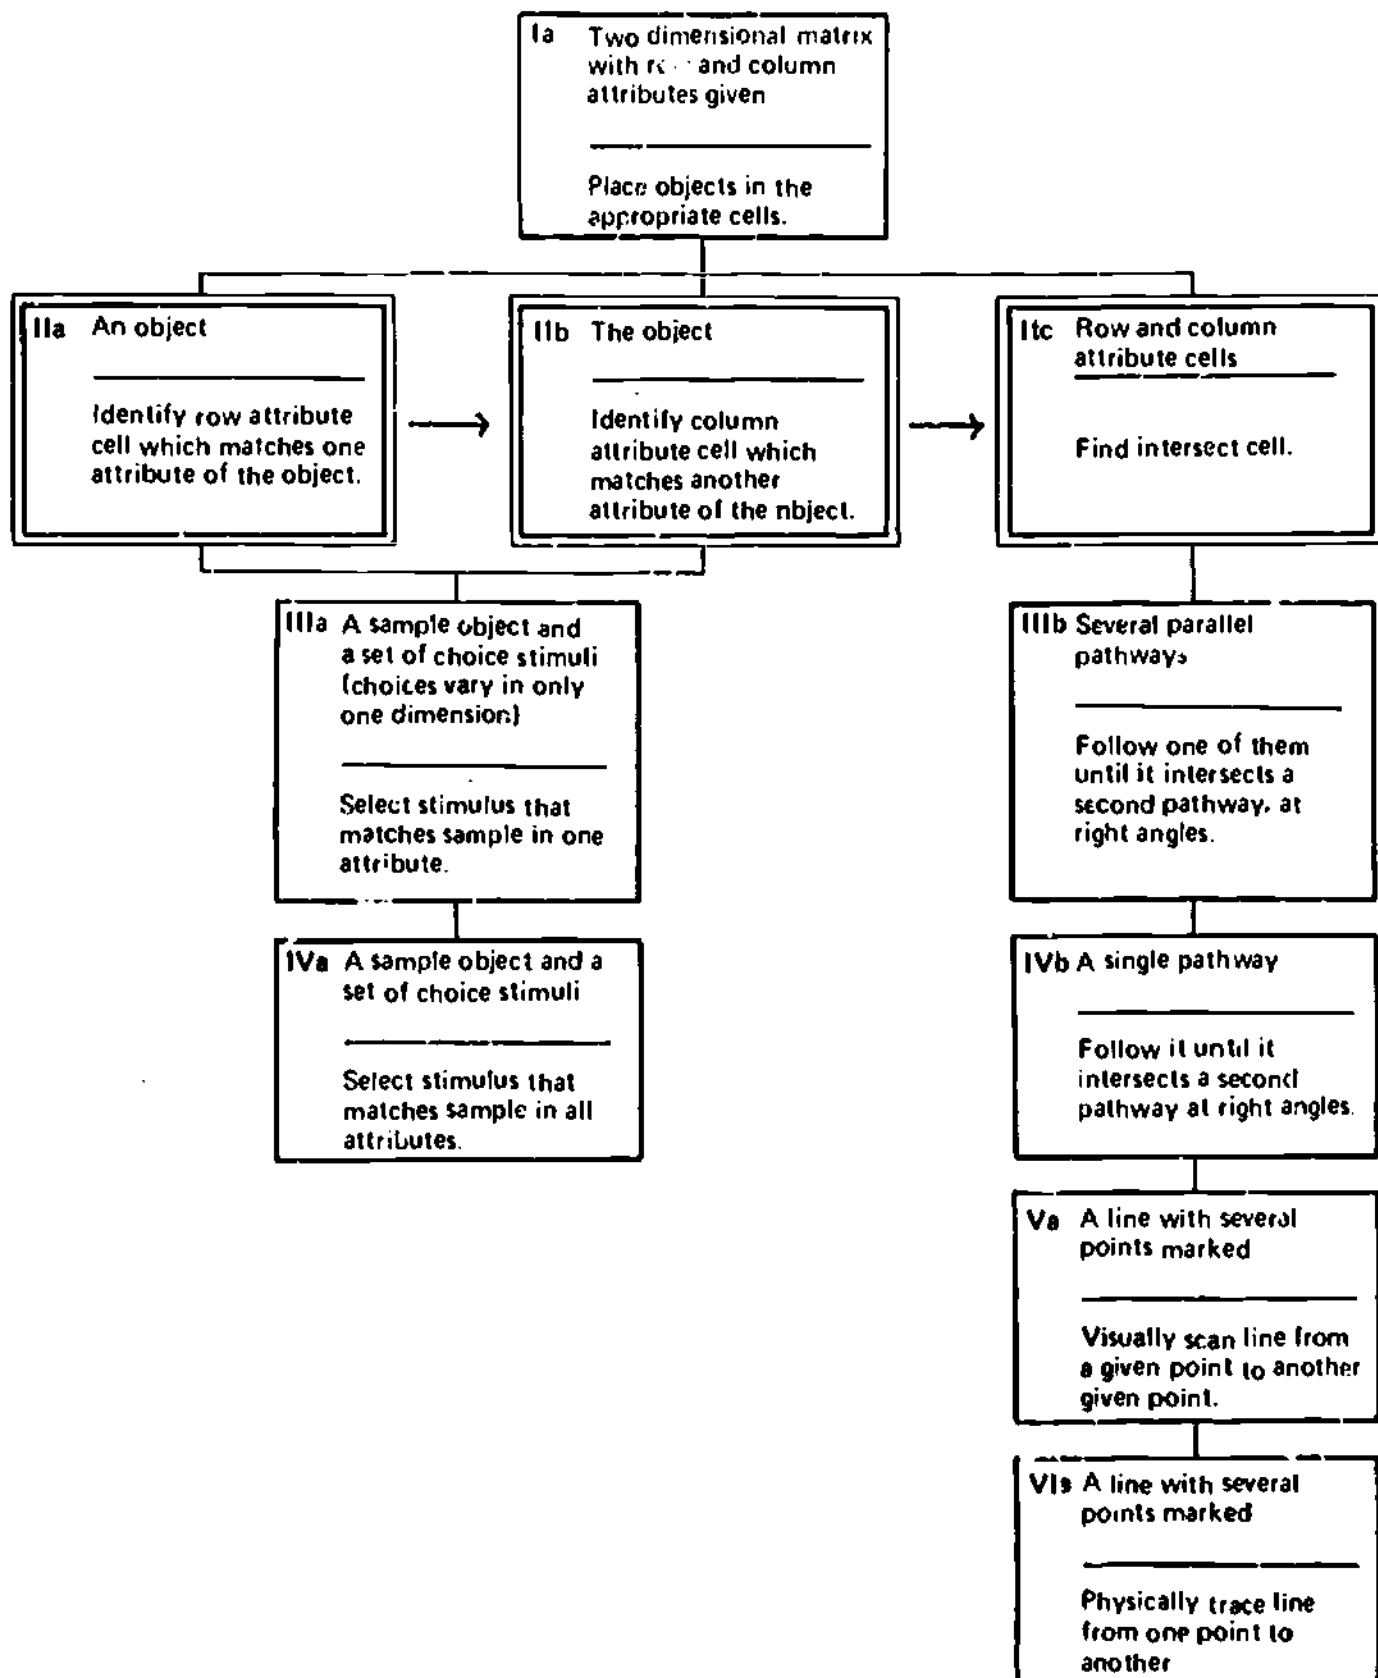 Ia Two dimensional matrix
with and column
attributes given
Place objects in the
appropriate cells.
IIa An object
Identify row attribute
cell which matches one
attribute of the object.
IIb The object
Identify column
attribute cell which
matches another
attribute of the nbject.
Itc Row and column
attribute cells
Find intersect cell.
IIIa A sample object and
a set of choice stimuli
(choices vary in only
one dimension)
Select stimulus that
matches sample in one
attribute.
IIIb Several parallel
pathways
Follow one of them
until it intersects a
second pathway. at
right angles.
IVa A sample object and a
set of choice stimuli
Select stimulus that
matches sample in all
attributes.
IVb A single pathway
Follow it until it
intersects a second
pathway at right angles.
Va A line with several
points marked
Visually scan line from
a given point to another
given point.
VIa A line with several
points marked
Physically trace line
from one point to
another